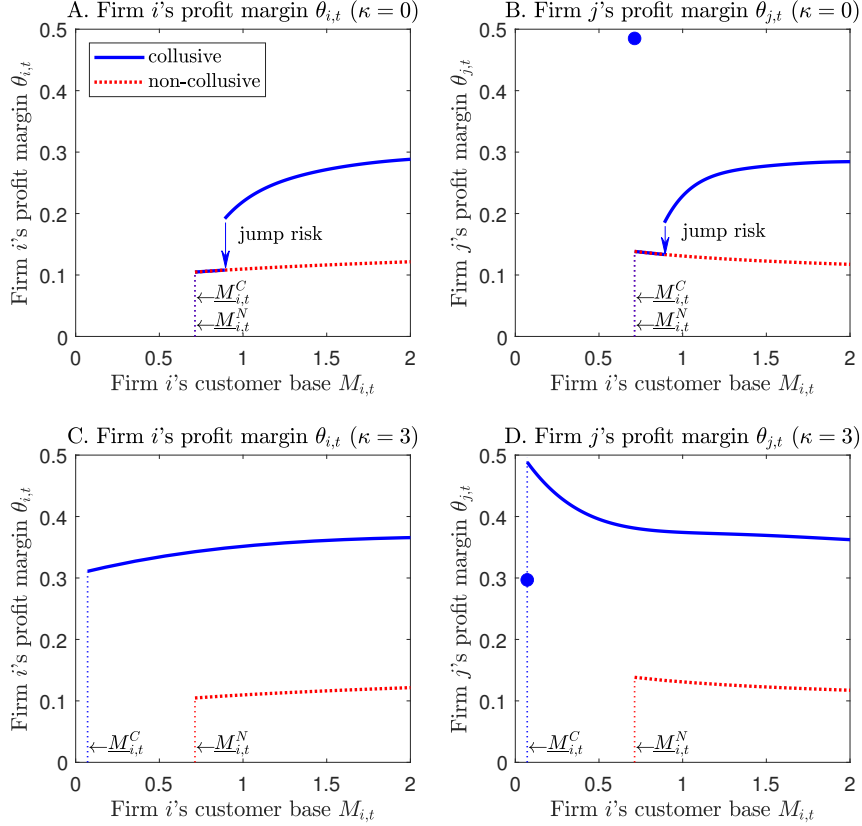 A. Firm i's profit margin θ_{i,t} (κ = 0)
Firm i's profit margin θ_{i,t}
0.5
0.4
0.3
0.2
0.1
0
collusive
non-collusive
jump risk
←M^C_{i,t}
←M^N_{i,t}
0 0.5 1 1.5 2
Firm i's customer base M_{i,t}
B. Firm j's profit margin θ_{j,t} (κ = 0)
Firm j's profit margin θ_{j,t}
0.5
0.4
0.3
0.2
0.1
0
jump risk
←M^C_{i,t}
←M^N_{i,t}
0 0.5 1 1.5 2
Firm i's customer base M_{i,t}
C. Firm i's profit margin θ_{i,t} (κ = 3)
Firm i's profit margin θ_{i,t}
0.5
0.4
0.3
0.2
0.1
0
←M^C_{i,t}
←M^N_{i,t}
0 0.5 1 1.5 2
Firm i's customer base M_{i,t}
D. Firm j's profit margin θ_{j,t} (κ = 3)
Firm j's profit margin θ_{j,t}
0.5
0.4
0.3
0.2
0.1
0
←M^C_{i,t}
←M^N_{i,t}
0 0.5 1 1.5 2
Firm i's customer base M_{i,t}